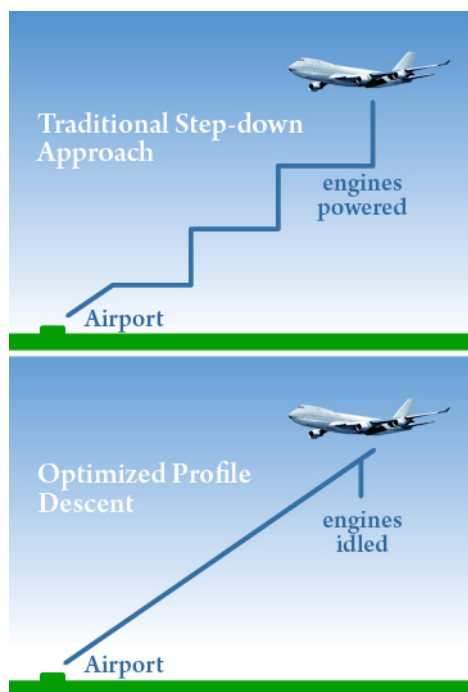 Traditional Step-down
Approach
engines
powered
Airport
Optimized Profile
Descent
engines
idled
Airport